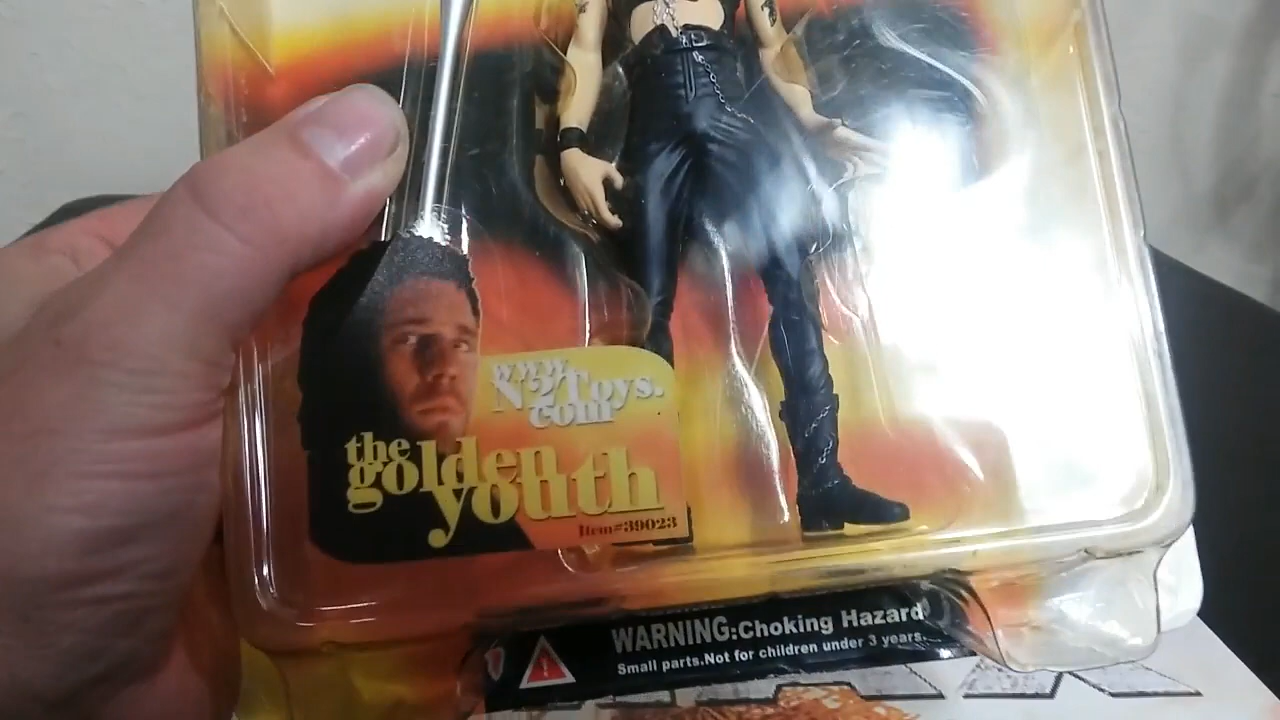 www.
N2Toys.
com
the
golden
youth
Item#39023
WARNING:Choking Hazard
Small parts.Not for children under 3 years.